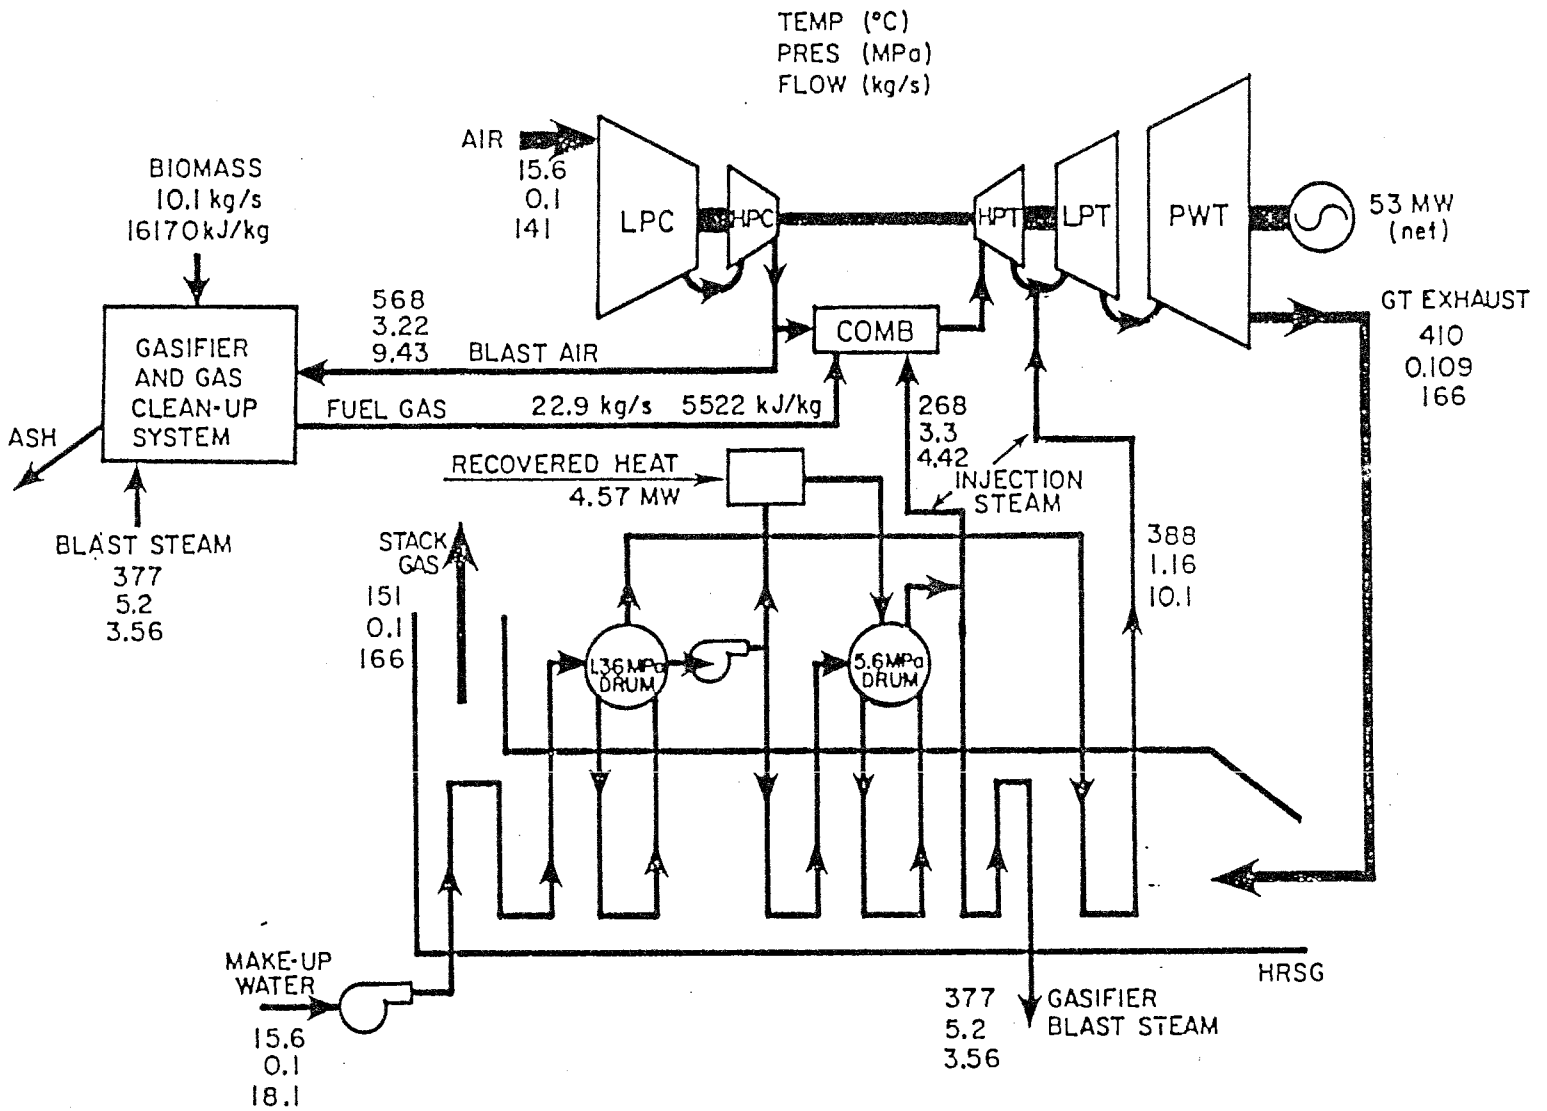 TEMP (°C)
PRES (MPa)
FLOW (kg/s)
AIR
15.6
0.1
141
LPC
HPC
HPT
LPT
PWT
53 MW
(net)
BIOMASS
10.1 kg/s
16170 kJ/kg
568
3.22
9.43
BLAST AIR
COMB
GT EXHAUST
410
0.109
166
GASIFIER
AND GAS
CLEAN-UP
SYSTEM
FUEL GAS 22.9 kg/s 5522 kJ/kg
ASH
268
3.3
4.42
INJECTION
STEAM
RECOVERED HEAT
4.57 MW
BLAST STEAM
377
5.2
3.56
STACK
GAS
151
0.1
166
388
1.16
10.1
1.36 MPa
DRUM
5.6 MPa
DRUM
HRSG
MAKE-UP
WATER
15.6
0.1
18.1
377
5.2
3.56
GASIFIER
BLAST STEAM